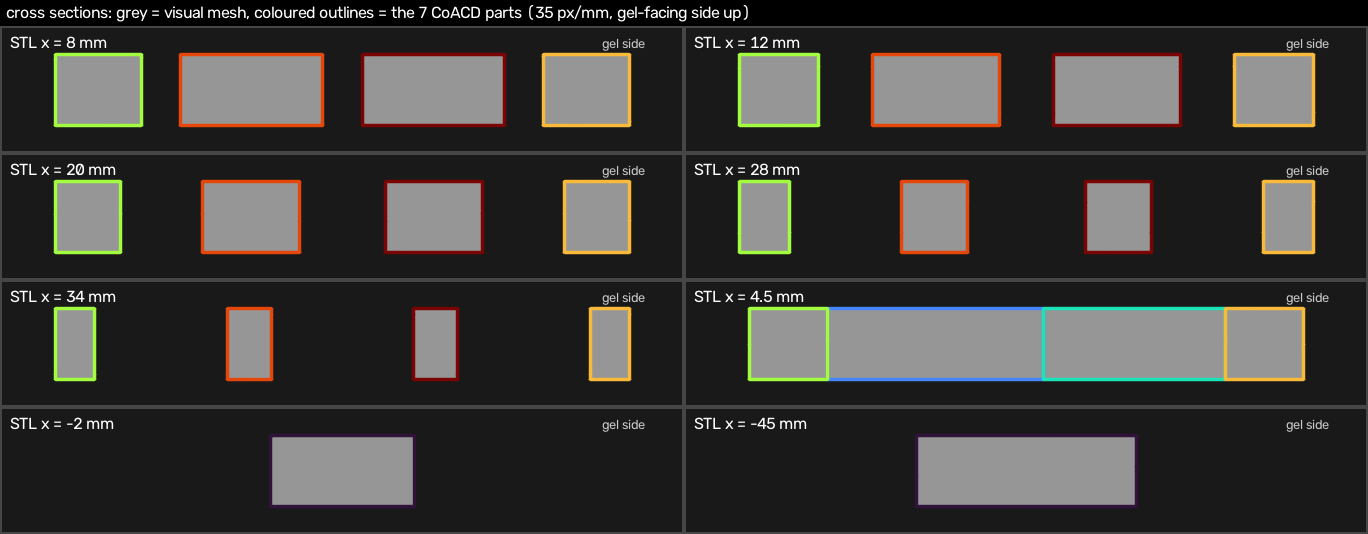 cross sections: grey = visual mesh, coloured outlines = the 7 CoACD parts (35 px/mm, gel-facing side up)
STL x = 8 mm
gel side
STL x = 12 mm
gel side
STL x = 20 mm
gel side
STL x = 28 mm
gel side
STL x = 34 mm
gel side
STL x = 4.5 mm
gel side
STL x = -2 mm
gel side
STL x = -45 mm
gel side